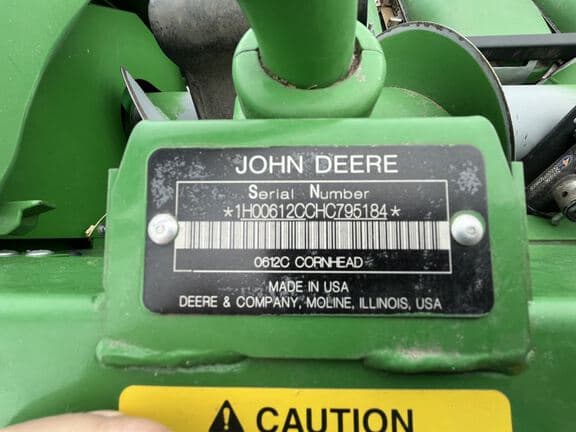 JOHN DEERE
Serial Number
*1H00612CCHC795184*
0612C CORNHEAD
MADE IN USA
DEERE & COMPANY, MOLINE, ILLINOIS, USA
CAUTION